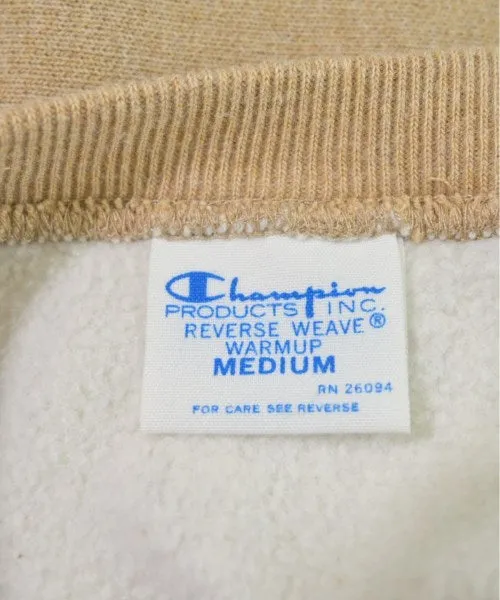 Champion
PRODUCTS INC.
REVERSE WEAVE®
WARMUP
MEDIUM
RN 26094
FOR CARE SEE REVERSE